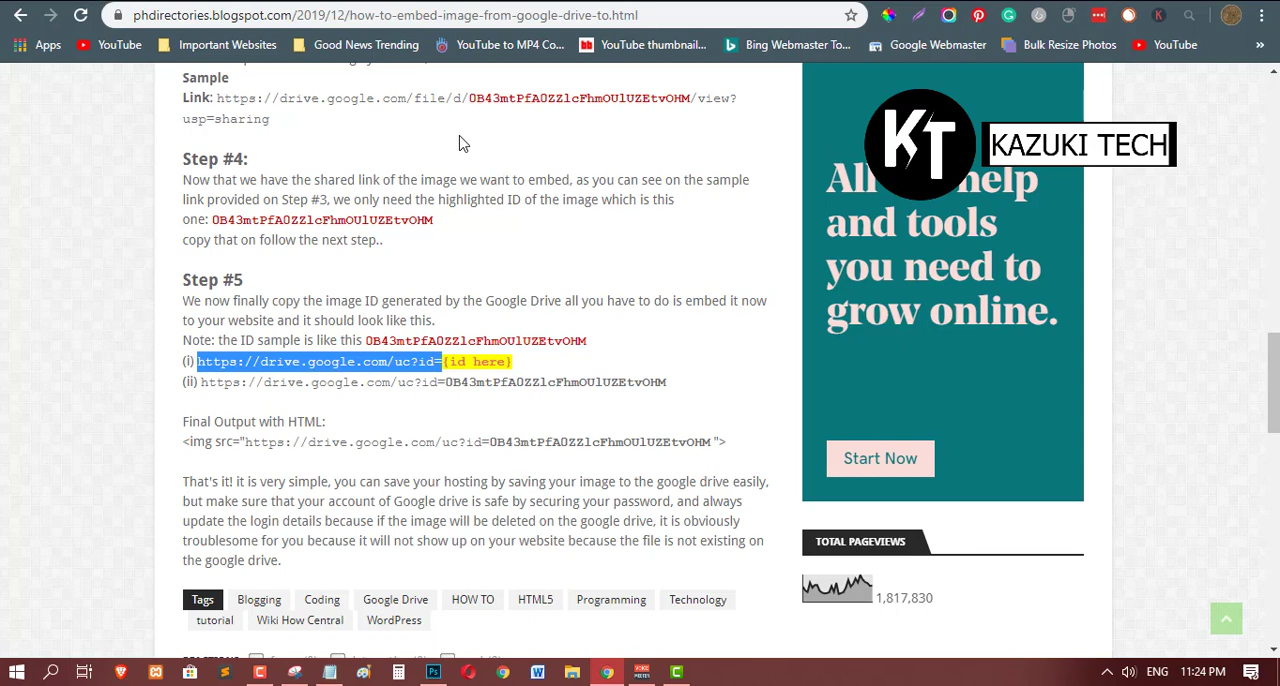 phdirectories.blogspot.com/2019/12/how-to-embed-image-from-google-drive-to.html
Apps YouTube Important Websites Good News Trending YouTube to MP4 Co... YouTube thumbnail... Bing Webmaster To... Google Webmaster Bulk Resize Photos YouTube »
Sample
Link: https://drive.google.com/file/d/0B43mtPfA0ZZlcFhmOUlUZEtvOHM/view?
usp=sharing
Step #4:
Now that we have the shared link of the image we want to embed, as you can see on the sample
link provided on Step #3, we only need the highlighted ID of the image which is this
one: 0B43mtPfA0ZZlcFhmOUlUZEtvOHM
copy that on follow the next step..
Step #5
We now finally copy the image ID generated by the Google Drive all you have to do is embed it now
to your website and it should look like this.
Note: the ID sample is like this 0B43mtPfA0ZZlcFhmOUlUZEtvOHM
(i) https://drive.google.com/uc?id={id here}
(ii) https://drive.google.com/uc?id=0B43mtPfA0ZZlcFhmOUlUZEtvOHM
Final Output with HTML:
<img src="https://drive.google.com/uc?id=0B43mtPfA0ZZlcFhmOUlUZEtvOHM ">
That's it! it is very simple, you can save your hosting by saving your image to the google drive easily,
but make sure that your account of Google drive is safe by securing your password, and always
update the login details because if the image will be deleted on the google drive, it is obviously
troublesome for you because it will not show up on your website because the file is not existing on
the google drive.
Tags Blogging Coding Google Drive HOW TO HTML5 Programming Technology
tutorial Wiki How Central WordPress
KT KAZUKI TECH
help
and tools
you need to
grow online.
Start Now
TOTAL PAGEVIEWS
1,817,830
ENG 11:24 PM